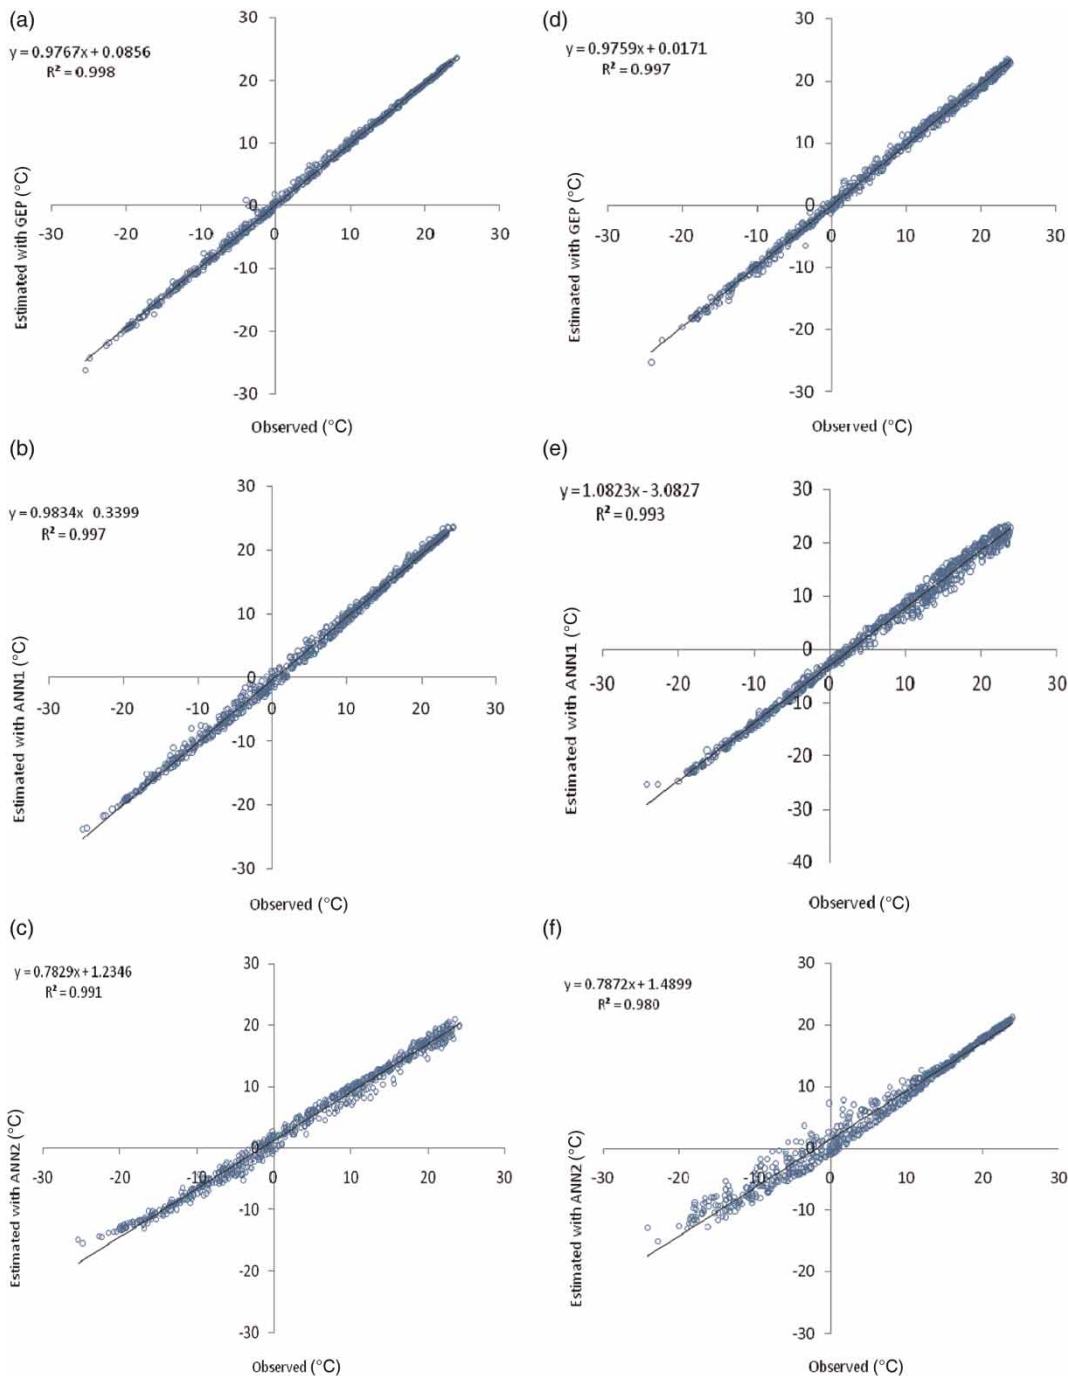 (a)
y = 0.9767x + 0.0856
R² = 0.998
30
20
10
0
-30 -20 -10 0 10 20 30
-10
-20
-30
Estimated with GEP (°C)
Observed (°C)
(d)
y = 0.9759x + 0.0171
R² = 0.997
30
20
10
0
-30 -20 -10 0 10 20 30
-10
-20
-30
Estimated with GEP (°C)
Observed (°C)
(b)
y = 0.9834x 0.3399
R² = 0.997
30
20
10
0
-30 -20 -10 0 10 20 30
-10
-20
-30
Estimated with ANN1 (°C)
Observed (°C)
(e)
y = 1.0823x - 3.0827
R² = 0.993
30
20
10
0
-30 -20 -10 0 10 20 30
-10
-20
-30
-40
Estimated with ANN1 (°C)
Observed (°C)
(c)
y = 0.7829x + 1.2346
R² = 0.991
30
20
10
0
-30 -20 -10 0 10 20 30
-10
-20
-30
Estimated with ANN2 (°C)
Observed (°C)
(f)
y = 0.7872x + 1.4899
R² = 0.980
30
20
10
0
-30 -20 -10 0 10 20 30
-10
-20
-30
Estimated with ANN2 (°C)
Observed (°C)